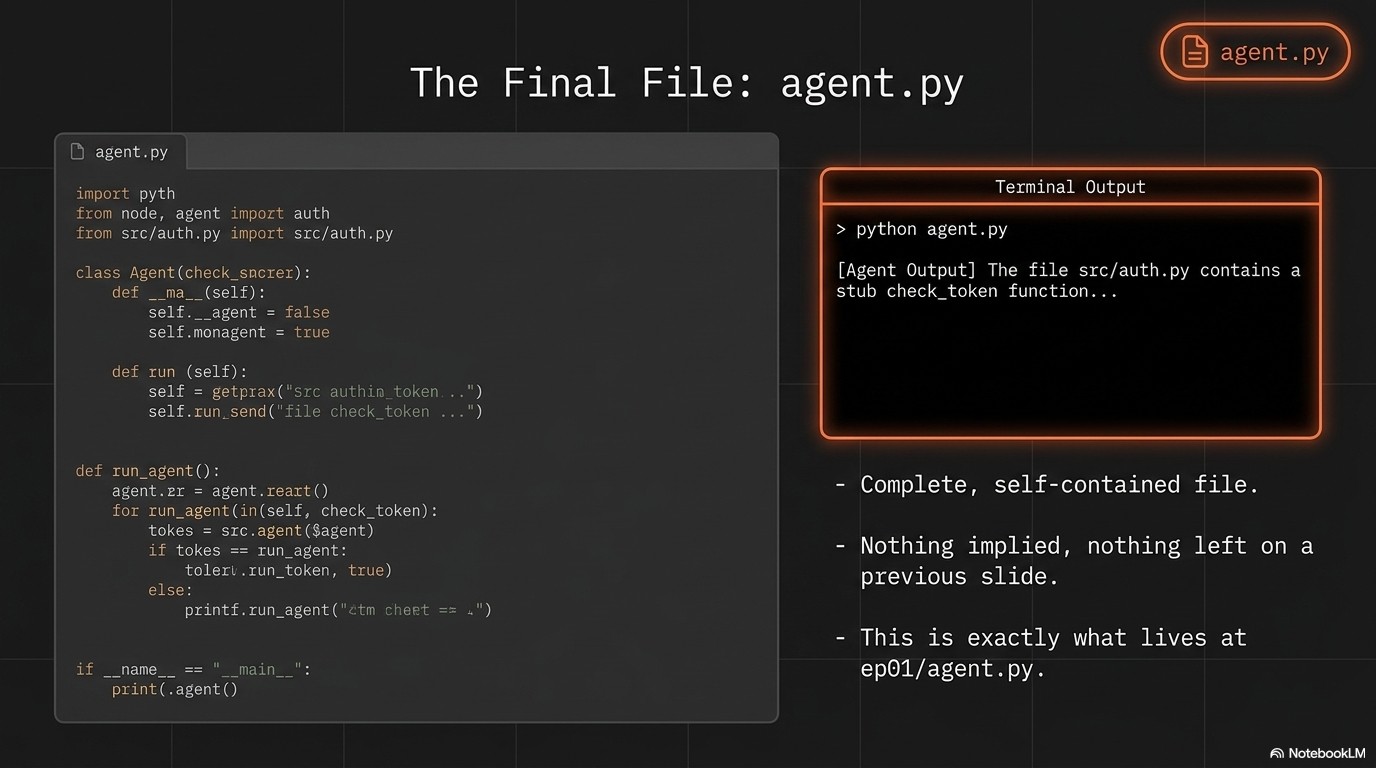 agent.py
The Final File: agent.py
agent.py
import pyth
from node, agent import auth
from src/auth.py import src/auth.py
class Agent(check_):
def __ma__(self):
self.__agent = false
self.monagent = true
def run (self):
self = getprax("src authin_token...")
self.run_send("file check_token ...")
def run_agent():
agent. = agent.reart()
for run_agent(in(self, check_token):
tokes = src.agent($agent)
if tokes == run_agent:
.run_token, true)
else:
printf.run_agent("== ")
if __name__ == "__main__":
print(.agent()
Terminal Output
> python agent.py
[Agent Output] The file src/auth.py contains a
stub check_token function...
- Complete, self-contained file.
- Nothing implied, nothing left on a
previous slide.
- This is exactly what lives at
ep01/agent.py.
NotebookLM